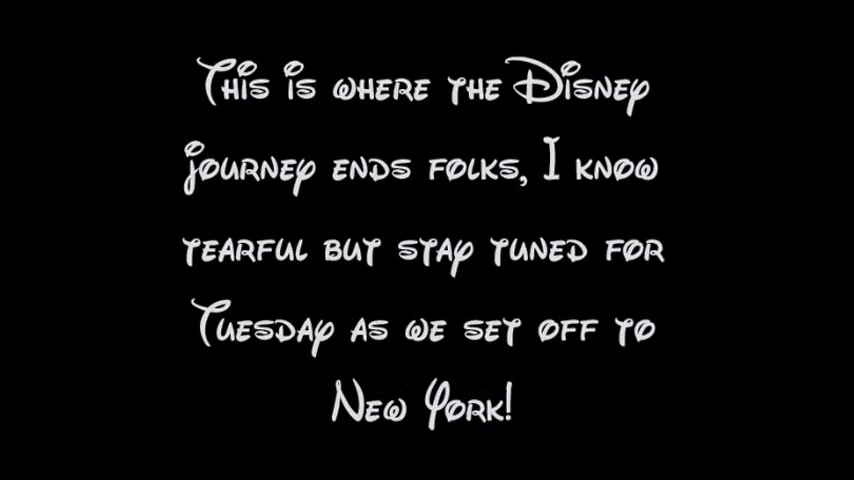 This is where the Disney
journey ends folks, I know
tearful but stay tuned for
Tuesday as we set off to
New York!